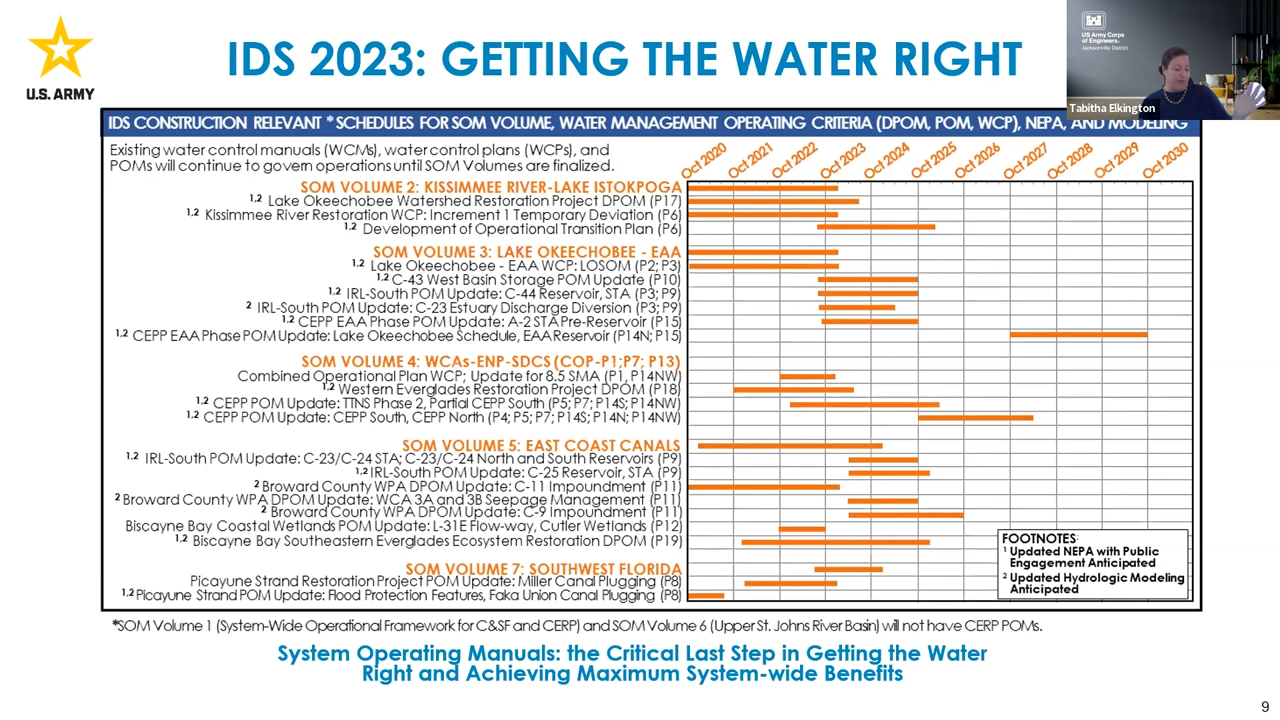 U.S. ARMY
IDS 2023: GETTING THE WATER RIGHT
US Army Corps
of Engineers®
Jacksonville District
Tabitha Elkington
IDS CONSTRUCTION RELEVANT *SCHEDULES FOR SOM VOLUME, WATER MANAGEMENT OPERATING CRITERIA (DPOM, POM, WCP), NEPA, AND MODELING
Existing water control manuals (WCMs), water control plans (WCPs), and
POMs will continue to govern operations until SOM Volumes are finalized.
Oct 2020 Oct 2021 Oct 2022 Oct 2023 Oct 2024 Oct 2025 Oct 2026 Oct 2027 Oct 2028 Oct 2029 Oct 2030
SOM VOLUME 2: KISSIMMEE RIVER-LAKE ISTOKPOGA
1,2 Lake Okeechobee Watershed Restoration Project DPOM (P17)
1,2 Kissimmee River Restoration WCP: Increment 1 Temporary Deviation (P6)
1,2 Development of Operational Transition Plan (P6)
SOM VOLUME 3: LAKE OKEECHOBEE - EAA
1,2 Lake Okeechobee - EAA WCP: LOSOM (P2; P3)
1,2 C-43 West Basin Storage POM Update (P10)
1,2 IRL-South POM Update: C-44 Reservoir, STA (P3; P9)
2 IRL-South POM Update: C-23 Estuary Discharge Diversion (P3; P9)
1,2 CEPP EAA Phase POM Update: A-2 STA Pre-Reservoir (P15)
1,2 CEPP EAA Phase POM Update: Lake Okeechobee Schedule, EAA Reservoir (P14N; P15)
SOM VOLUME 4: WCAs-ENP-SDCS (COP-P1;P7; P13)
Combined Operational Plan WCP; Update for 8.5 SMA (P1, P14NW)
1,2 Western Everglades Restoration Project DPOM (P18)
1,2 CEPP POM Update: TTNS Phase 2, Partial CEPP South (P5; P7; P14S; P14NW)
1,2 CEPP POM Update: CEPP South, CEPP North (P4; P5; P7; P14S; P14N; P14NW)
SOM VOLUME 5: EAST COAST CANALS
1,2 IRL-South POM Update: C-23/C-24 STA; C-23/C-24 North and South Reservoirs (P9)
1,2 IRL-South POM Update: C-25 Reservoir, STA (P9)
2 Broward County WPA DPOM Update: C-11 Impoundment (P11)
2 Broward County WPA DPOM Update: WCA 3A and 3B Seepage Management (P11)
2 Broward County WPA DPOM Update: C-9 Impoundment (P11)
Biscayne Bay Coastal Wetlands POM Update: L-31E Flow-way, Cutler Wetlands (P12)
1,2 Biscayne Bay Southeastern Everglades Ecosystem Restoration DPOM (P19)
SOM VOLUME 7: SOUTHWEST FLORIDA
Picayune Strand Restoration Project POM Update: Miller Canal Plugging (P8)
1,2 Picayune Strand POM Update: Flood Protection Features, Faka Union Canal Plugging (P8)
FOOTNOTES:
1 Updated NEPA with Public
Engagement Anticipated
2 Updated Hydrologic Modeling
Anticipated
*SOM Volume 1 (System-Wide Operational Framework for C&SF and CERP) and SOM Volume 6 (Upper St. Johns River Basin) will not have CERP POMs.
System Operating Manuals: the Critical Last Step in Getting the Water
Right and Achieving Maximum System-wide Benefits
9